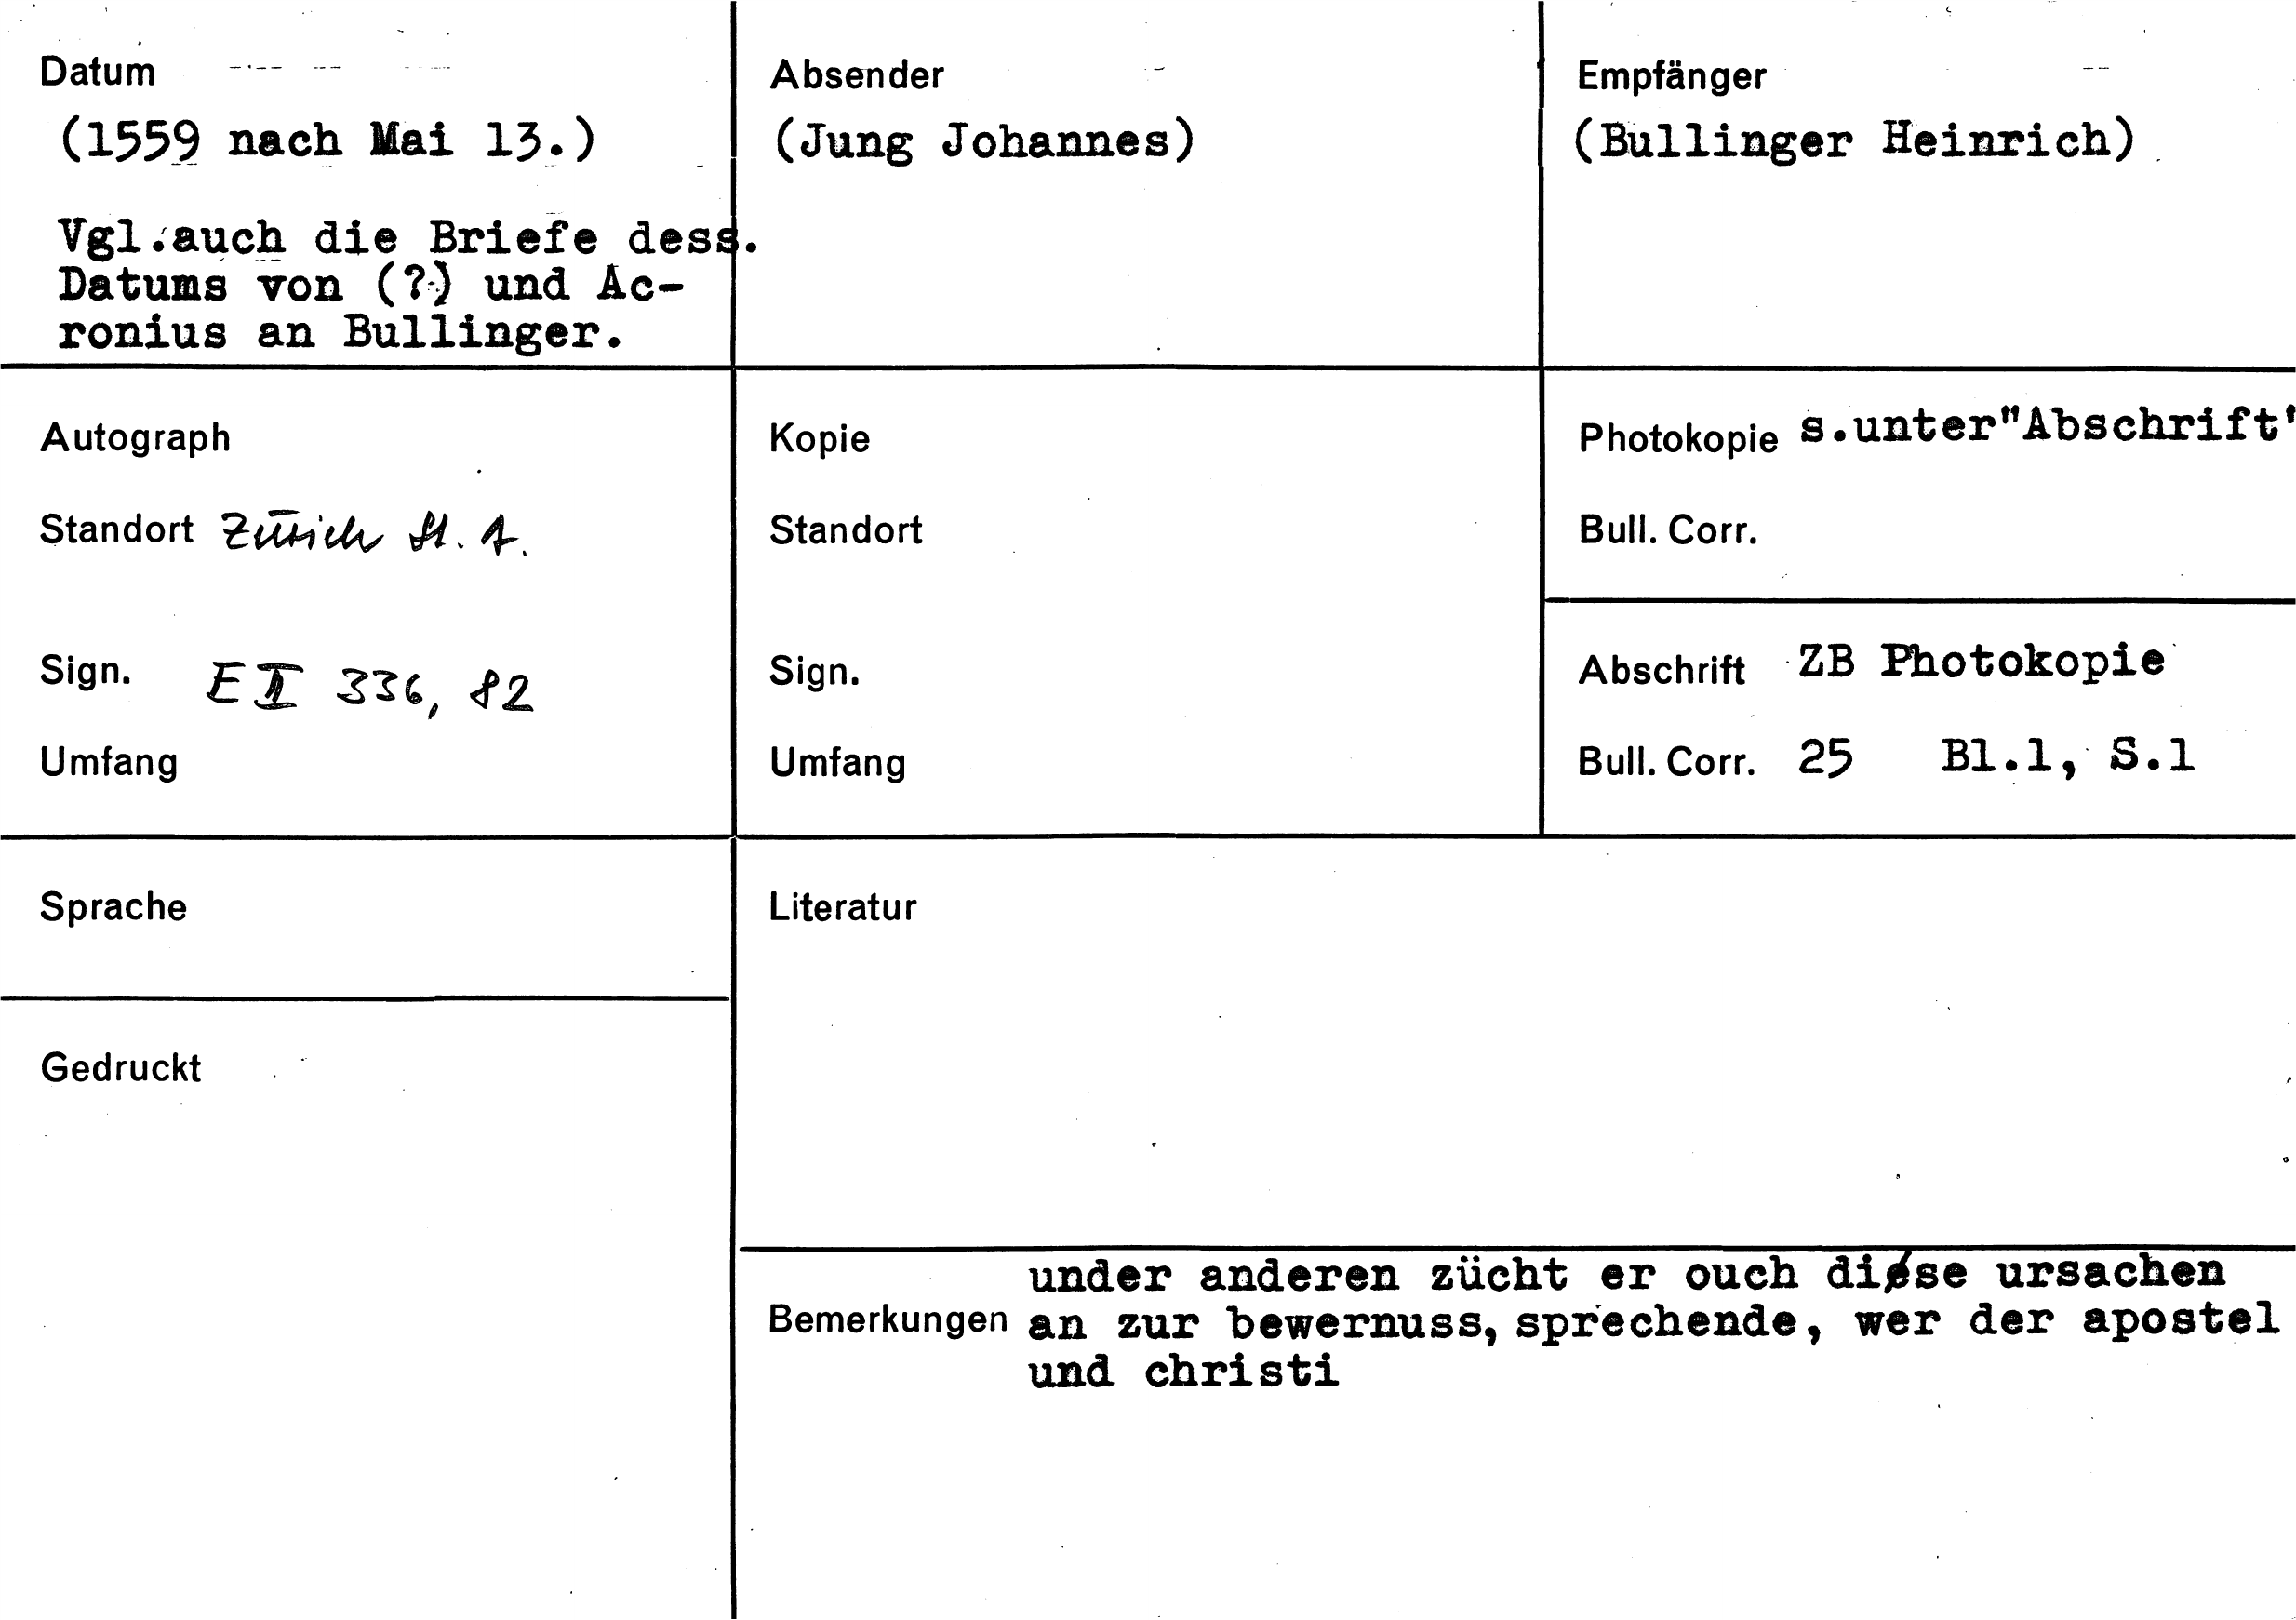 Datum
(1559 nach Mai 13.)
Vgl.auch die Briefe dess.
Datums von (?) und Ac-
ronius an Bullinger.
Absender
(Jung Johannes)
Empfänger
(Bullinger Heinrich)
Autograph
Standort Zürich St. A.
Sign. E II 336, 82
Umfang
Kopie
Standort
Sign.
Umfang
Photokopie s.unter"Abschrift"
Bull. Corr.
Abschrift ZB Photokopie
Bull. Corr. 25 Bl.1, S.1
Sprache
Gedruckt
Literatur
Bemerkungen
under anderen zücht er ouch diese ursachen
an zur bewernuss, sprechende, wer der apostel
und christi